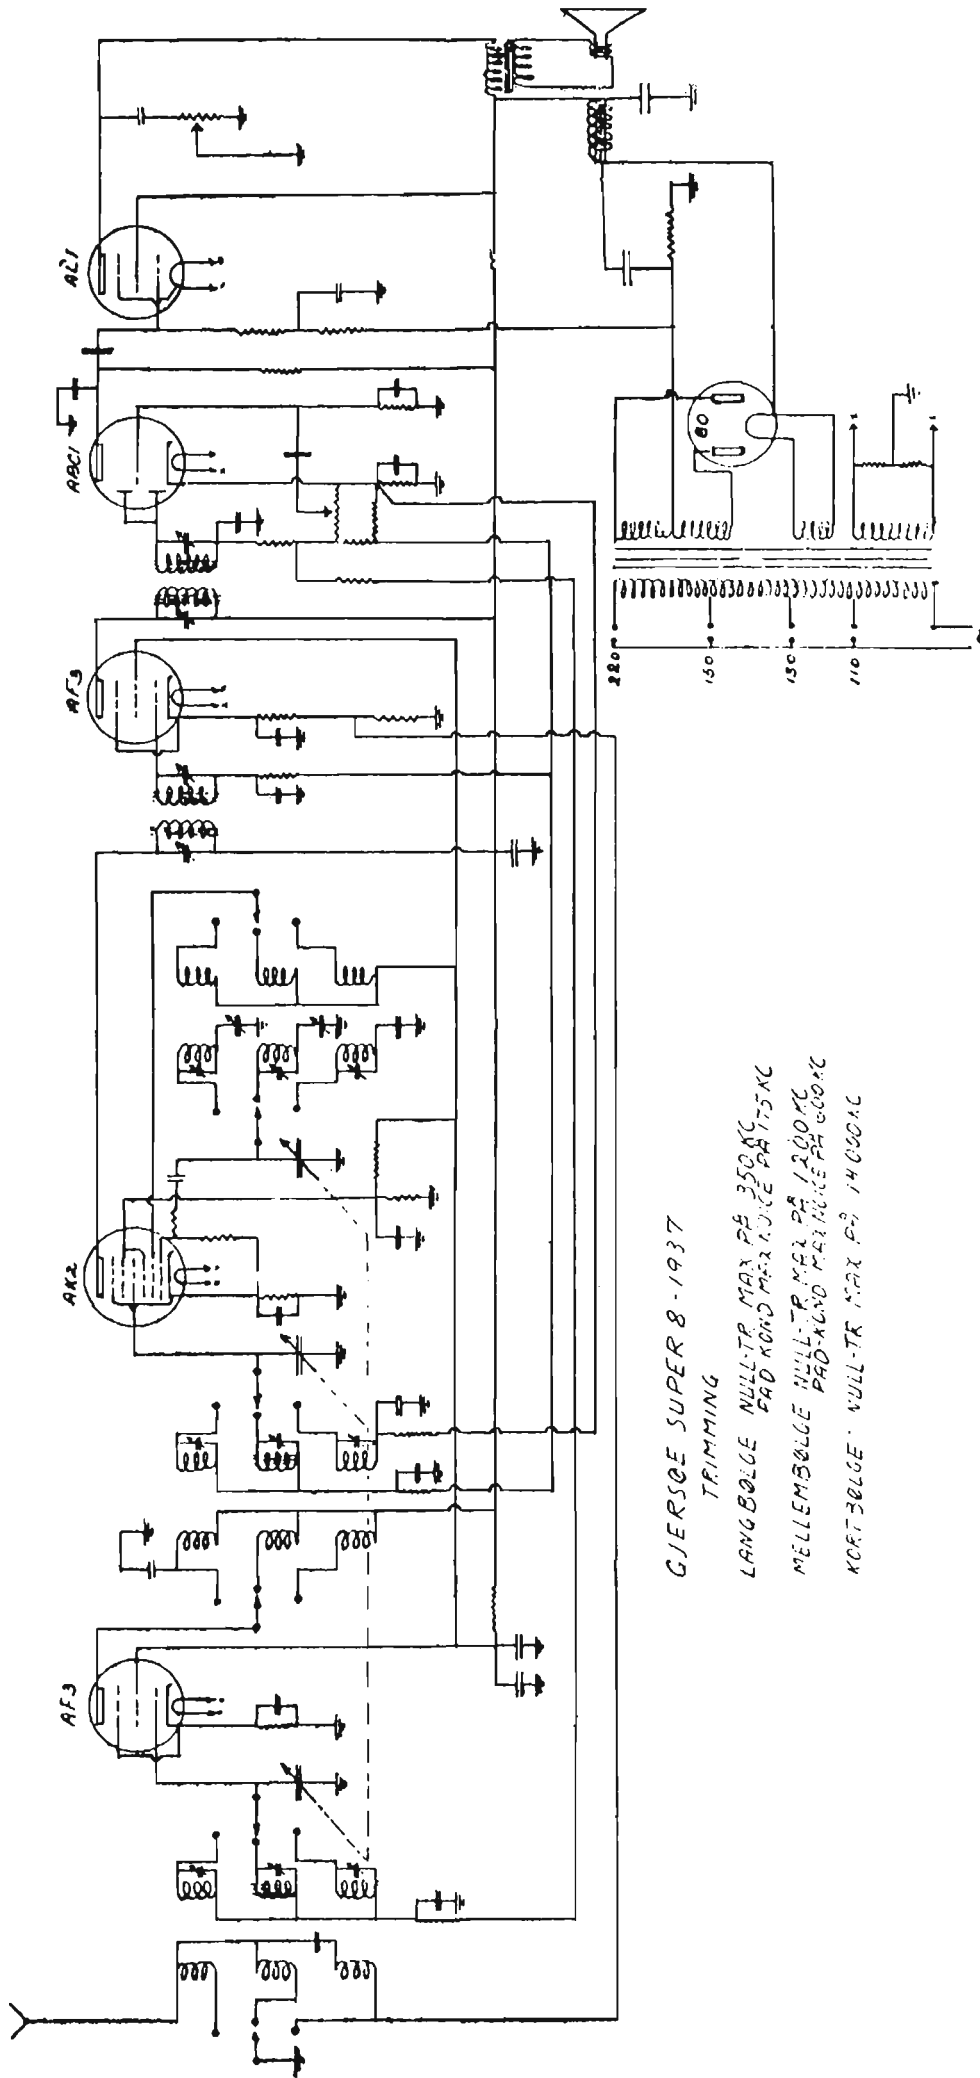 AF3
AK2
AF3
ABC1
AL1
80
220
150
130
110
GJERSØE SUPER 8-1937
TRIMMING
LANGBØLGE NULL-TR MAX PÅ 350 KC
PAD KOND MAX PÅ 175 KC
MELLEMBØLGE NULL-TR MAX PÅ 1200 KC
PAD-KOND MAX PÅ 600 KC
KORTBØLGE NULL-TR MAX PÅ 14000 KC